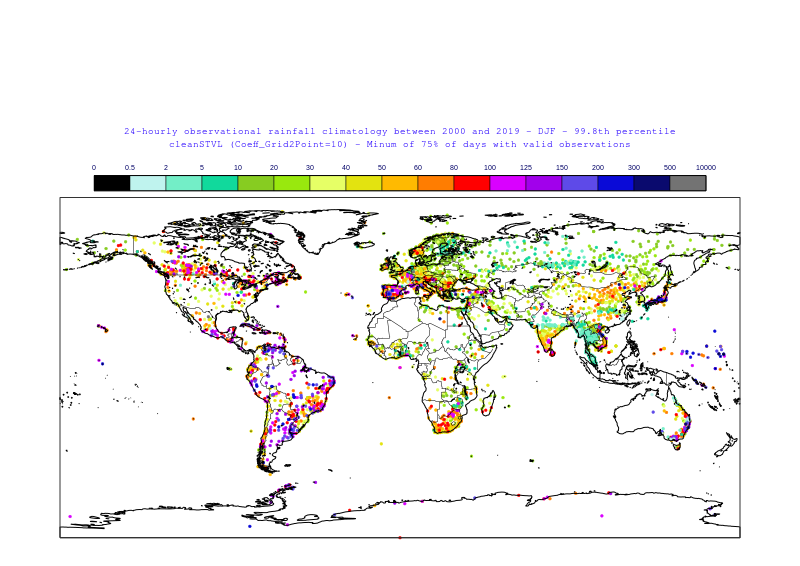 24-hourly observational rainfall climatology between 2000 and 2019 - DJF - 99.8th percentile
cleanSTVL (Coeff_Grid2Point=10) - Minum of 75% of days with valid observations
0 0.5 2 5 10 20 30 40 50 60 80 100 125 150 200 300 500 10000